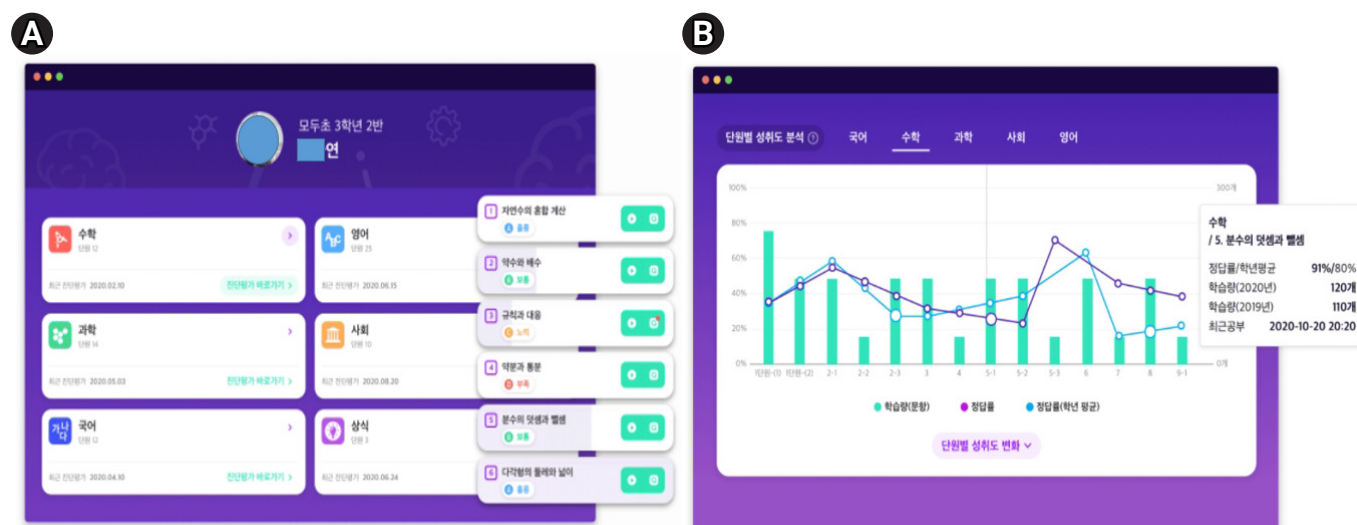 A
모두초 3학년 2반
연
수학
단원 12
최근 진단평가 2020.02.10
진단평가 바로가기 >
영어
단원 23
최근 진단평가 2020.06.15
과학
단원 14
최근 진단평가 2020.05.03
진단평가 바로가기 >
사회
단원 10
최근 진단평가 2020.08.20
가나다
국어
단원 12
최근 진단평가 2020.04.10
진단평가 바로가기 >
상식
단원 3
최근 진단평가 2020.06.24
1 자연수의 혼합 계산
훌륭
2 약수와 배수
보통
3 규칙과 대응
노력
4 약분과 통분
부족
5 분수의 덧셈과 뺄셈
보통
6 다각형의 둘레와 넓이
훌륭
B
단원별 성취도 분석 ?
국어 수학 과학 사회 영어
100% 300개
80%
60%
40%
20%
0% 0개
1단원-(1) 1단원-(2) 2-1 2-2 2-3 3 4 5-1 5-2 5-3 6 7 8 9-1
학습량(문항) 정답률 정답률(학년 평균)
단원별 성취도 변화
수학
/ 5. 분수의 덧셈과 뺄셈
정답률/학년평균 91%/80%
학습량(2020년) 120개
학습량(2019년) 110개
최근공부 2020-10-20 20:20